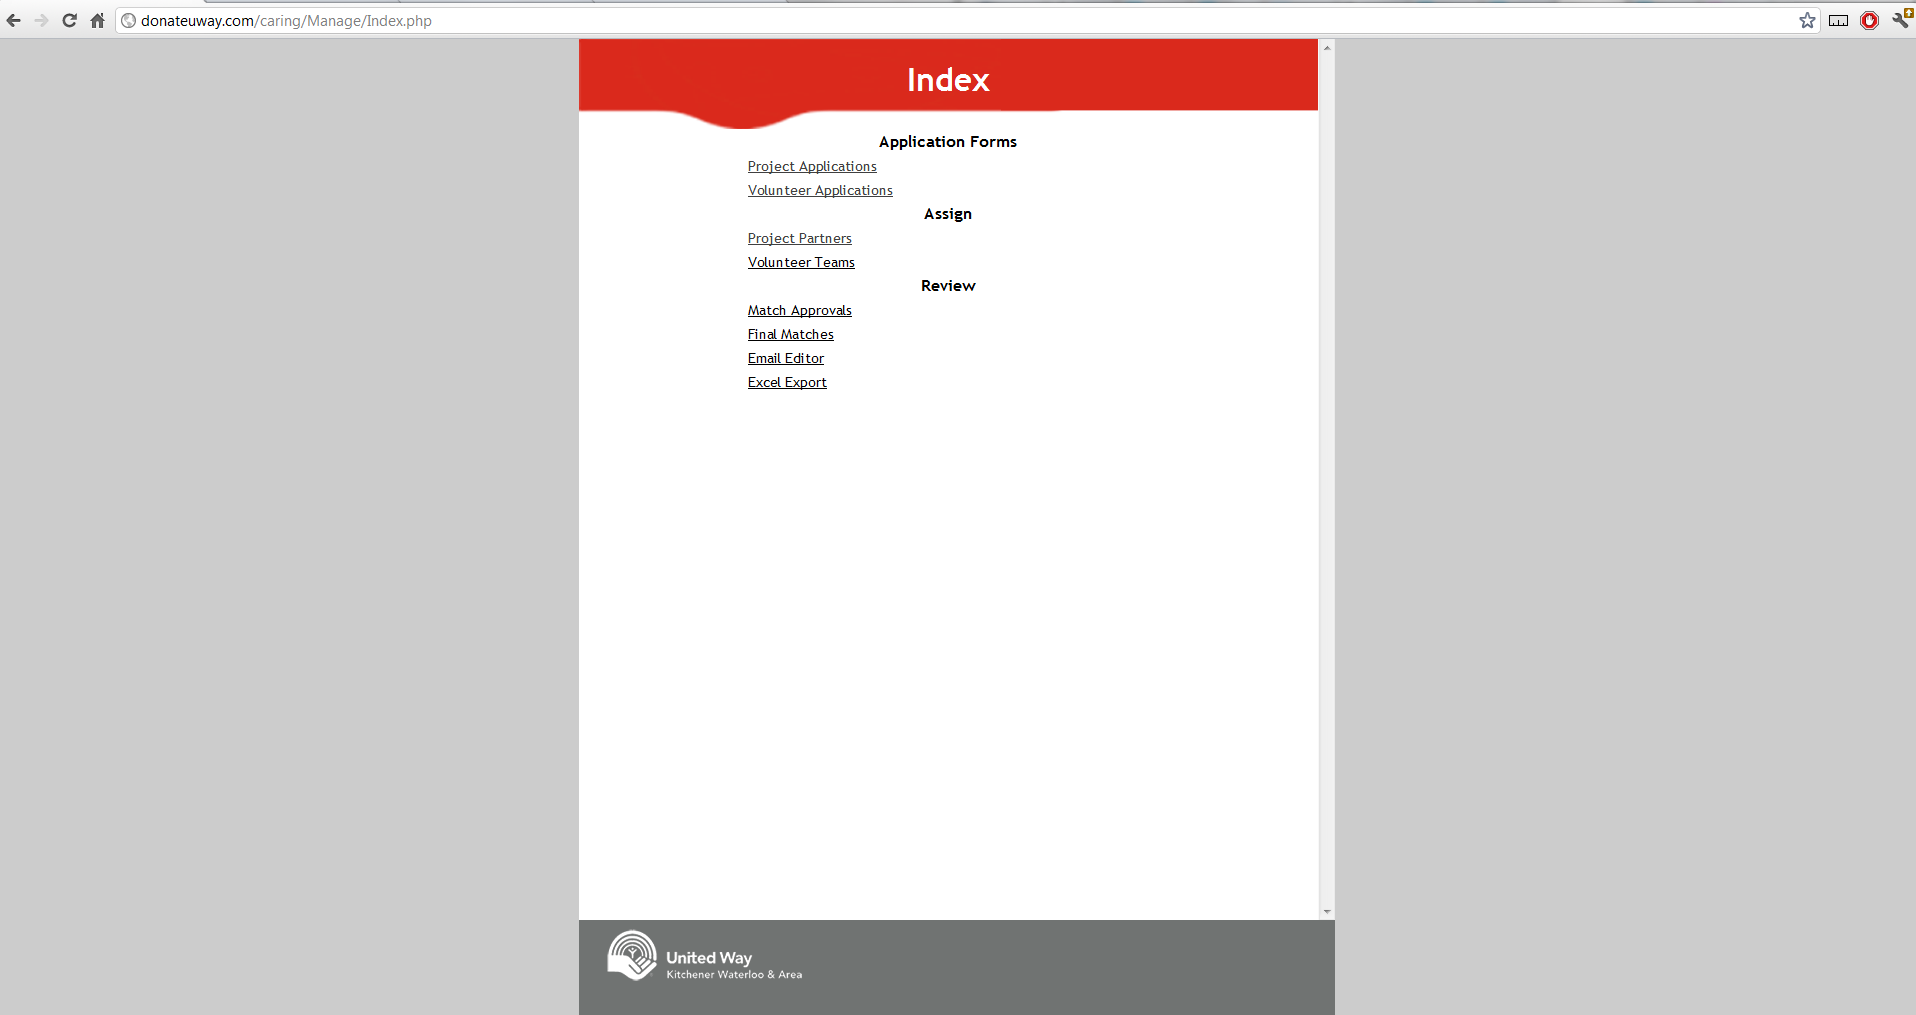 donateuway.com/caring/Manage/Index.php
Index
Application Forms
Project Applications
Volunteer Applications
Assign
Project Partners
Volunteer Teams
Review
Match Approvals
Final Matches
Email Editor
Excel Export
United Way
Kitchener Waterloo & Area